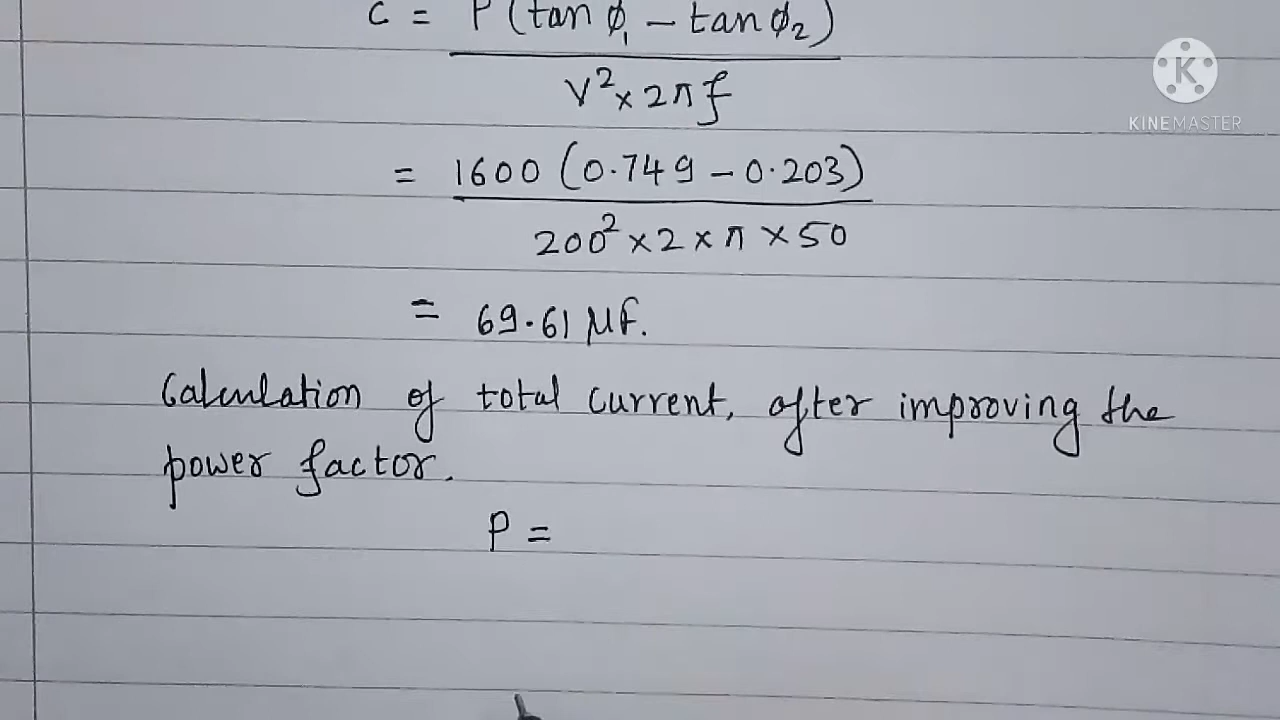 C = P (tan φ₁ − tan φ₂)
V² × 2π f
K
KINEMASTER
= 1600 (0.749 − 0.203)
200² × 2 × π × 50
= 69.61 μF.
Calculation of total current, after improving the
power factor.
P =